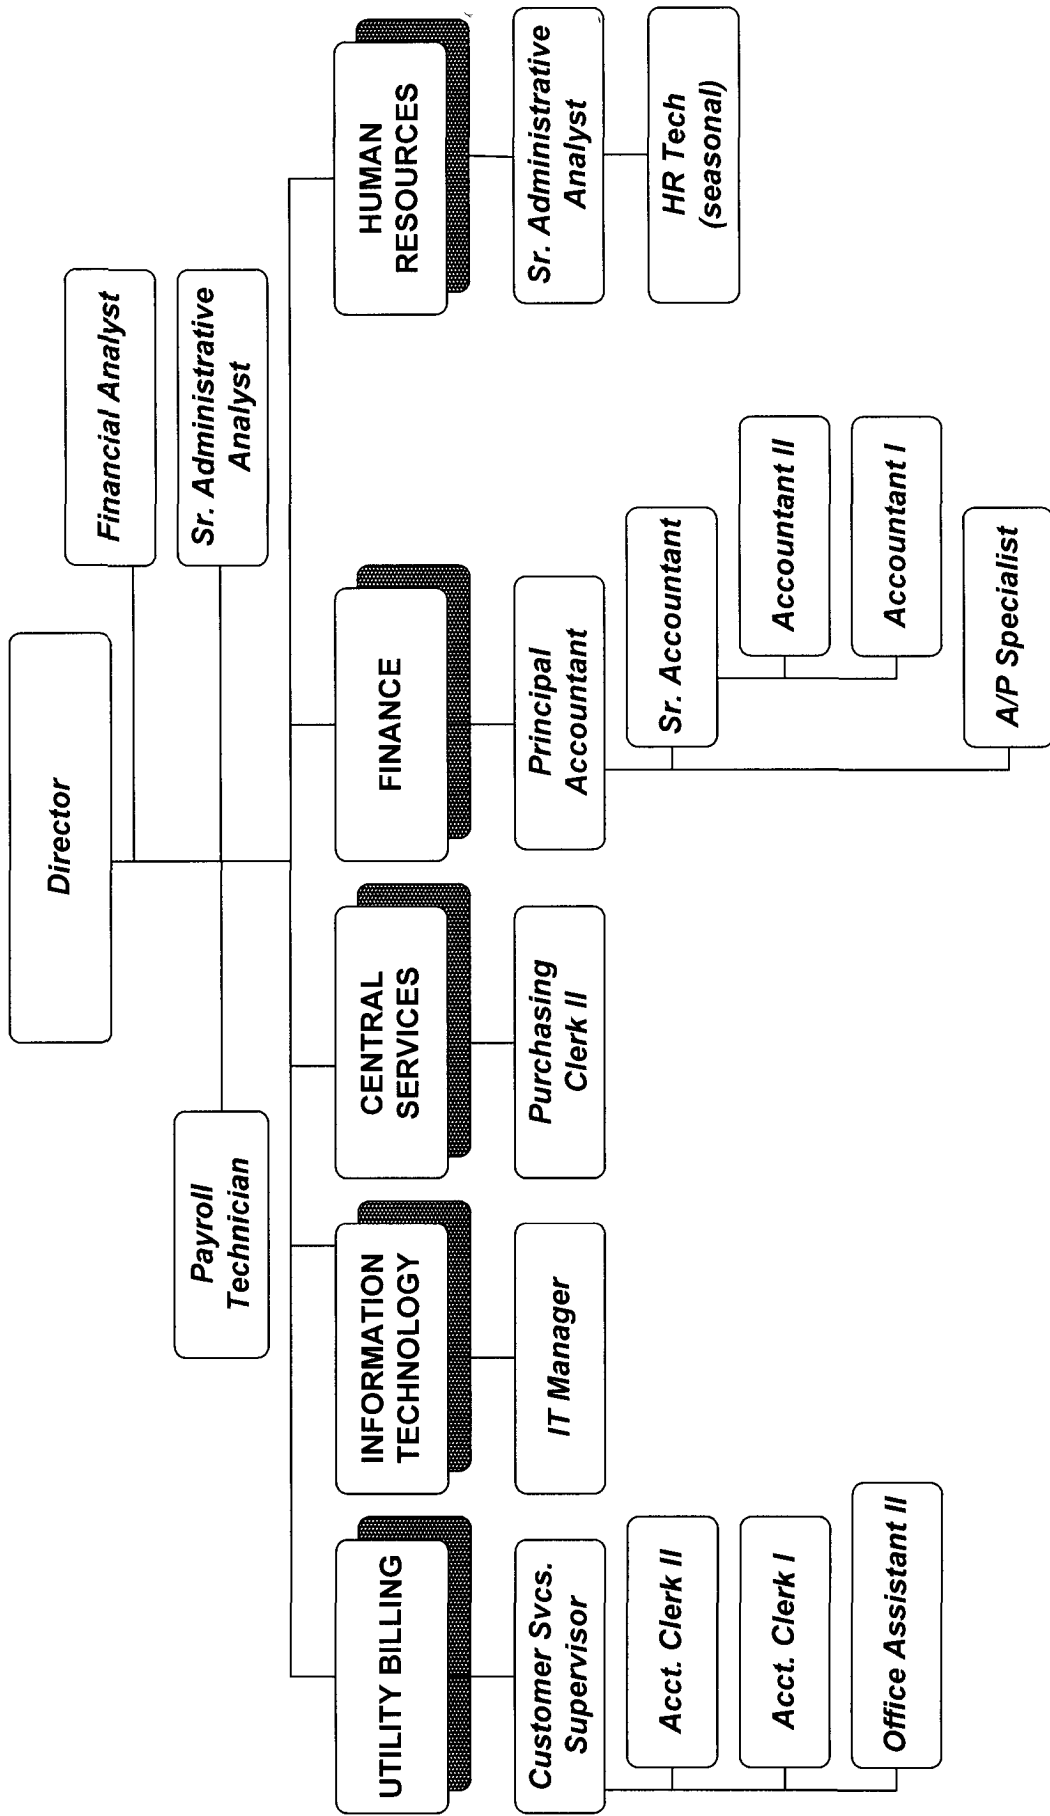 Director
Financial Analyst
Payroll
Technician
Sr. Administrative
Analyst
UTILITY BILLING
INFORMATION
TECHNOLOGY
CENTRAL
SERVICES
FINANCE
HUMAN
RESOURCES
Customer Svcs.
Supervisor
IT Manager
Purchasing
Clerk II
Principal
Accountant
Sr. Administrative
Analyst
Acct. Clerk II
Acct. Clerk I
Office Assistant II
Sr. Accountant
Accountant II
Accountant I
A/P Specialist
HR Tech
(seasonal)